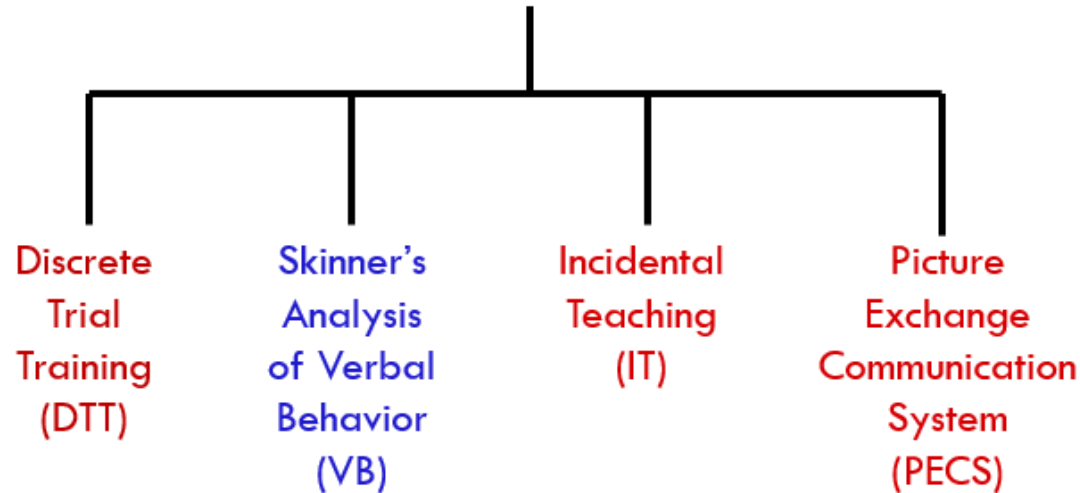 Discrete
Trial
Training
(DTT)
Skinner's
Analysis
of Verbal
Behavior
(VB)
Incidental
Teaching
(IT)
Picture
Exchange
Communication
System
(PECS)